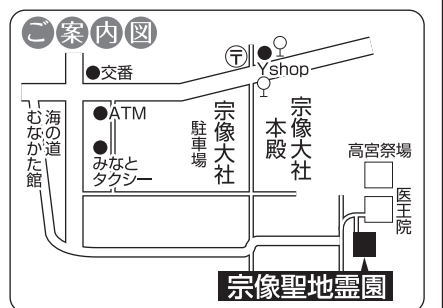 ご案内図
交番
〒
Yshop
ATM
みなと
タクシー
海の道
むなかた館
宗像大社
駐車場
宗像大社
本殿
高宮祭場
医王院
宗像聖地霊園